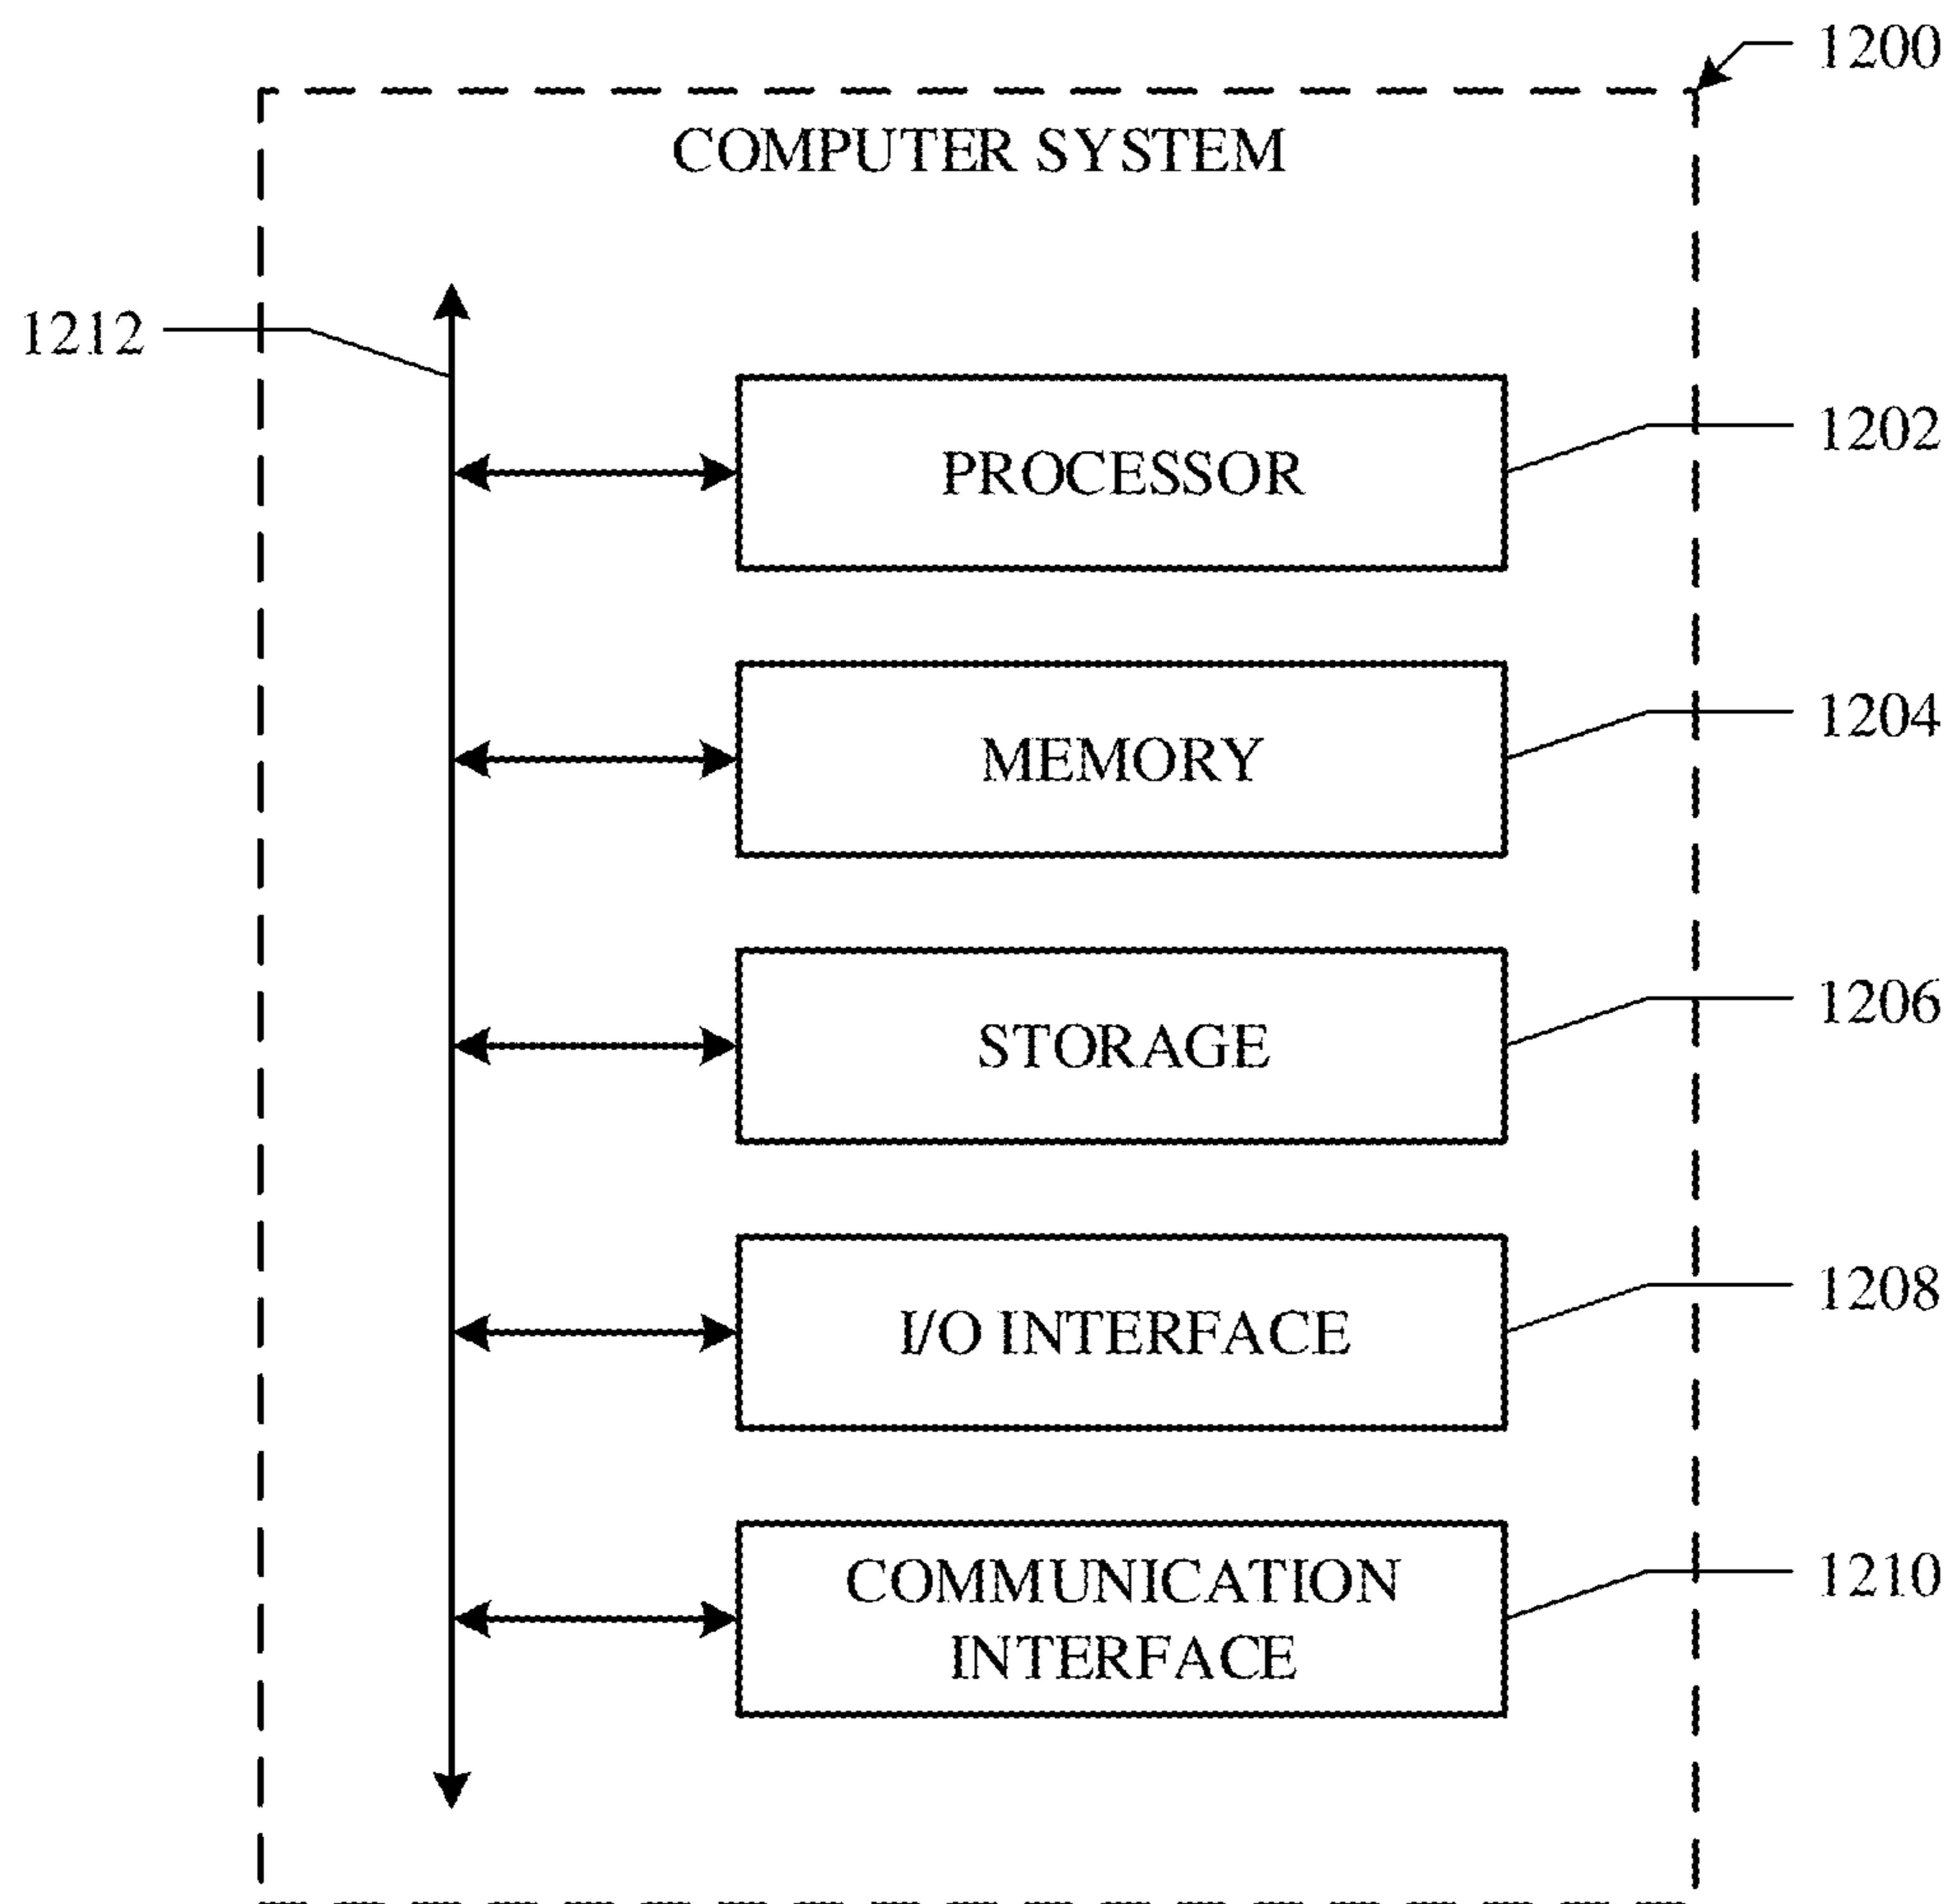 1200
COMPUTER SYSTEM
1212
1202
PROCESSOR
1204
MEMORY
1206
STORAGE
1208
I/O INTERFACE
1210
COMMUNICATION
INTERFACE